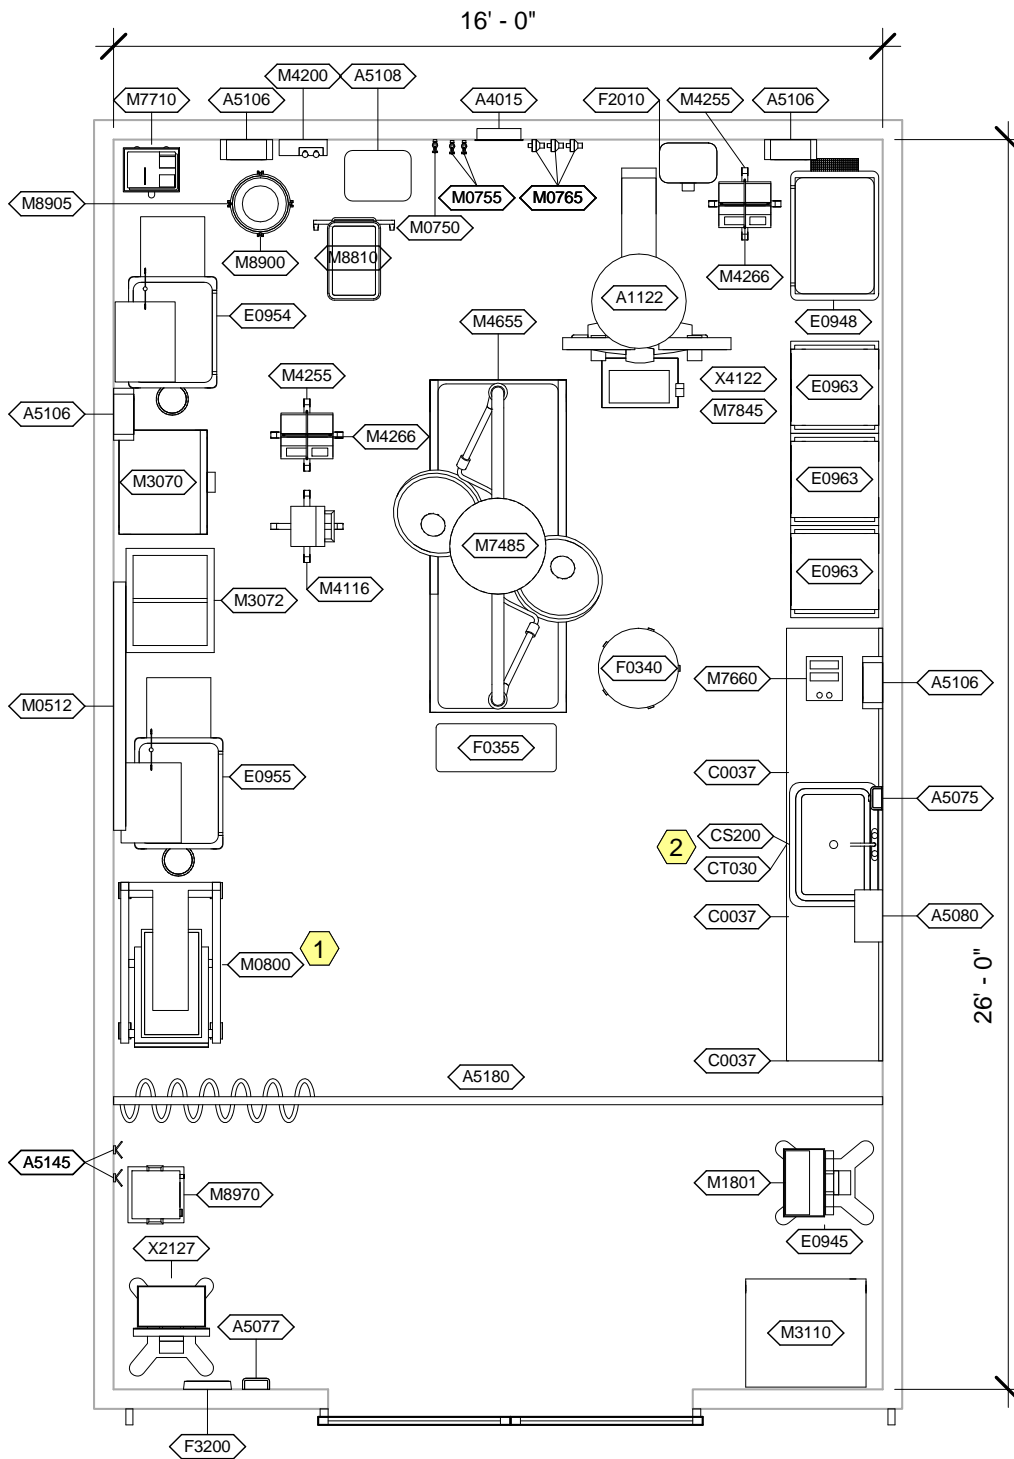 16' - 0"
M4200
A5108
M7710
A5106
A4015
F2010
M4255
A5106
M8905
M0755
M0765
M0750
M8900
M8810
M4266
A1122
E0954
M4655
E0948
M4255
X4122
E0963
A5106
M7845
M4266
M3070
E0963
M7485
M4116
E0963
M3072
F0340
M7660
A5106
M0512
F0355
C0037
E0955
A5075
CS200
2
CT030
C0037
A5080
1
M0800
26' - 0"
C0037
A5180
A5145
M8970
M1801
E0945
X2127
A5077
M3110
F3200